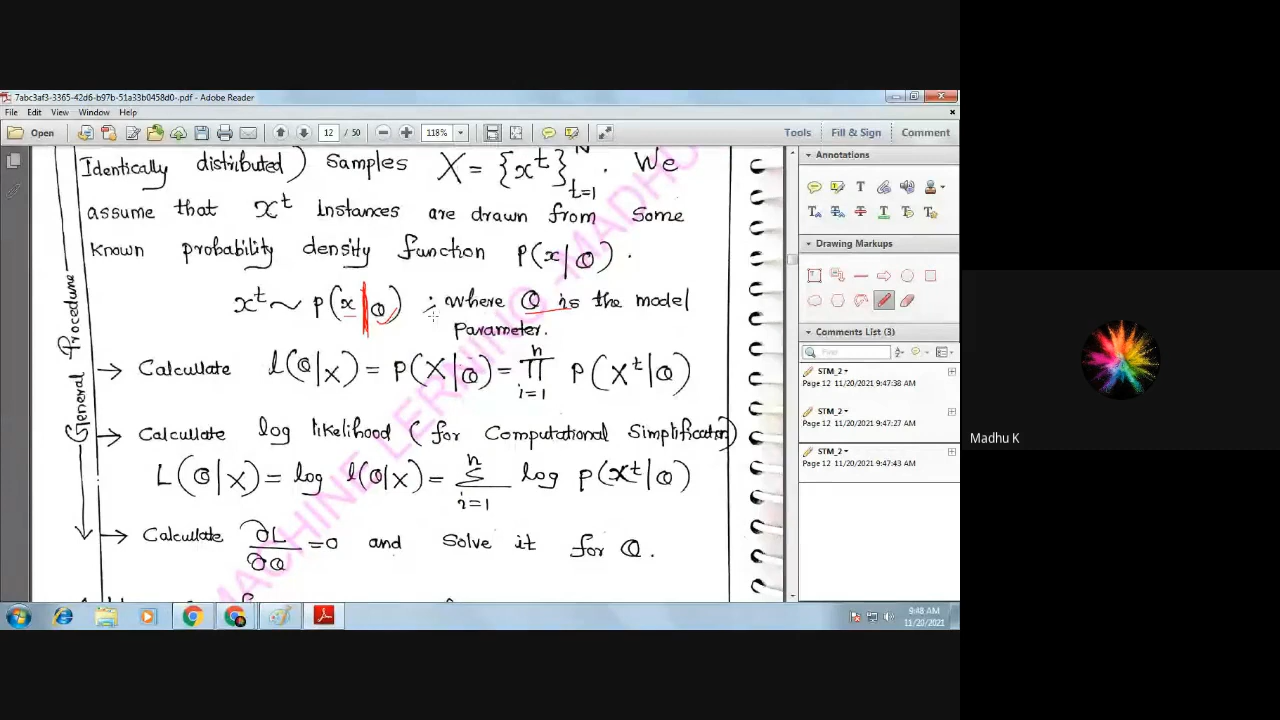 7abc3af3-3365-42d6-b97b-51a33b0458d0-.pdf - Adobe Reader
File Edit View Window Help
Open 12 / 50 118% Tools Fill & Sign Comment
Identically distributed) Samples X = {x^t}_{t=1}^N. We
assume that x^t instances are drawn from some
known probability density function P(x|θ).
x^t ~ P(x|θ) ; where θ is the model
parameter.
→ Calculate l(θ|x) = P(X|θ) = ∏_{i=1}^n P(X^t|θ)
→ Calcullate log likelihood (for Computational Simplification)
L(θ|x) = log l(θ|x) = Σ_{i=1}^n log P(x^t|θ)
→ Calculate ∂L/∂θ = 0 and Solve it for θ.
General Procedure
MACHINE LERNING - MADHU
Annotations
Drawing Markups
Comments List (3)
Find
STM_2
Page 12 11/20/2021 9:47:38 AM
STM_2
Page 12 11/20/2021 9:47:27 AM
STM_2
Page 12 11/20/2021 9:47:43 AM
9:48 AM
11/20/2021
Madhu K